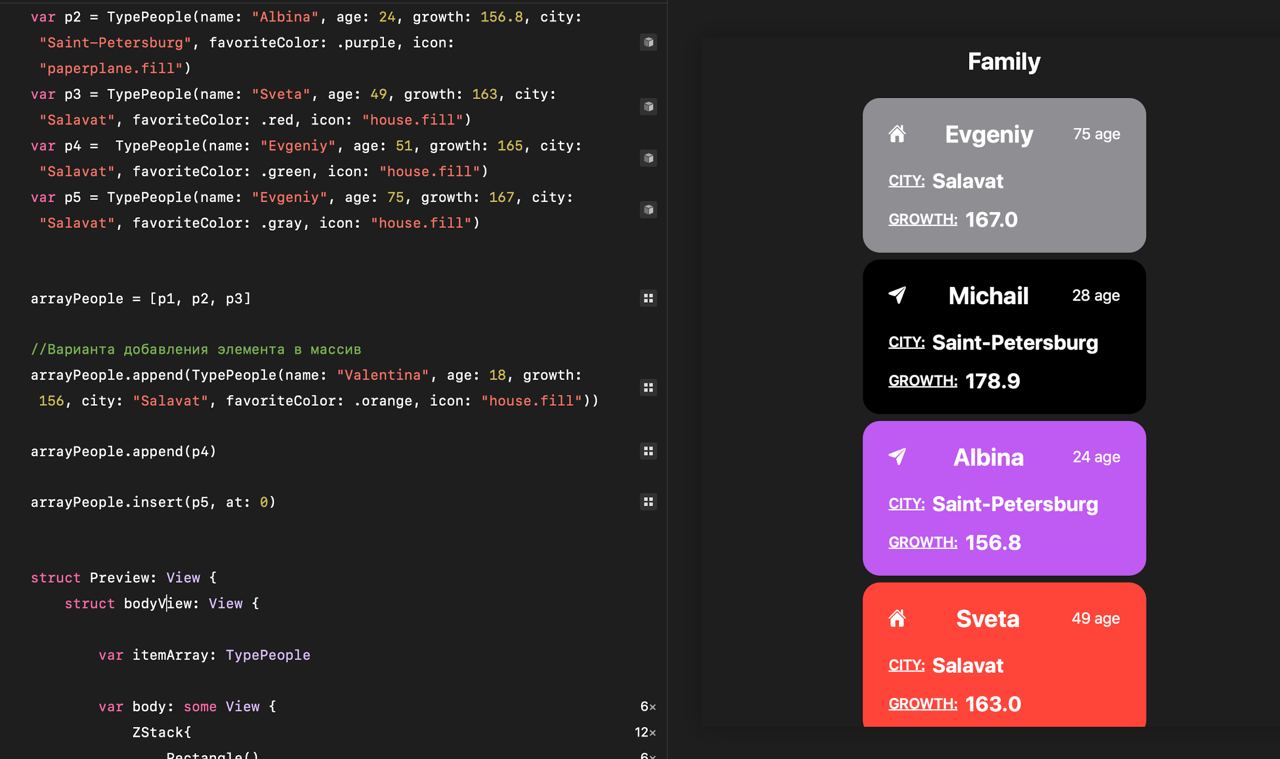 var p2 = TypePeople(name: "Albina", age: 24, growth: 156.8, city:
"Saint-Petersburg", favoriteColor: .purple, icon:
"paperplane.fill")
var p3 = TypePeople(name: "Sveta", age: 49, growth: 163, city:
"Salavat", favoriteColor: .red, icon: "house.fill")
var p4 =  TypePeople(name: "Evgeniy", age: 51, growth: 165, city:
"Salavat", favoriteColor: .green, icon: "house.fill")
var p5 = TypePeople(name: "Evgeniy", age: 75, growth: 167, city:
"Salavat", favoriteColor: .gray, icon: "house.fill")
arrayPeople = [p1, p2, p3]
//Варианта добавления элемента в массив
arrayPeople.append(TypePeople(name: "Valentina", age: 18, growth:
156, city: "Salavat", favoriteColor: .orange, icon: "house.fill"))
arrayPeople.append(p4)
arrayPeople.insert(p5, at: 0)
struct Preview: View {
struct bodyView: View {
var itemArray: TypePeople
var body: some View {
6×
ZStack{
12×
Rectangle()
6×
Family
Evgeniy
75 age
CITY: Salavat
GROWTH: 167.0
Michail
28 age
CITY: Saint-Petersburg
GROWTH: 178.9
Albina
24 age
CITY: Saint-Petersburg
GROWTH: 156.8
Sveta
49 age
CITY: Salavat
GROWTH: 163.0